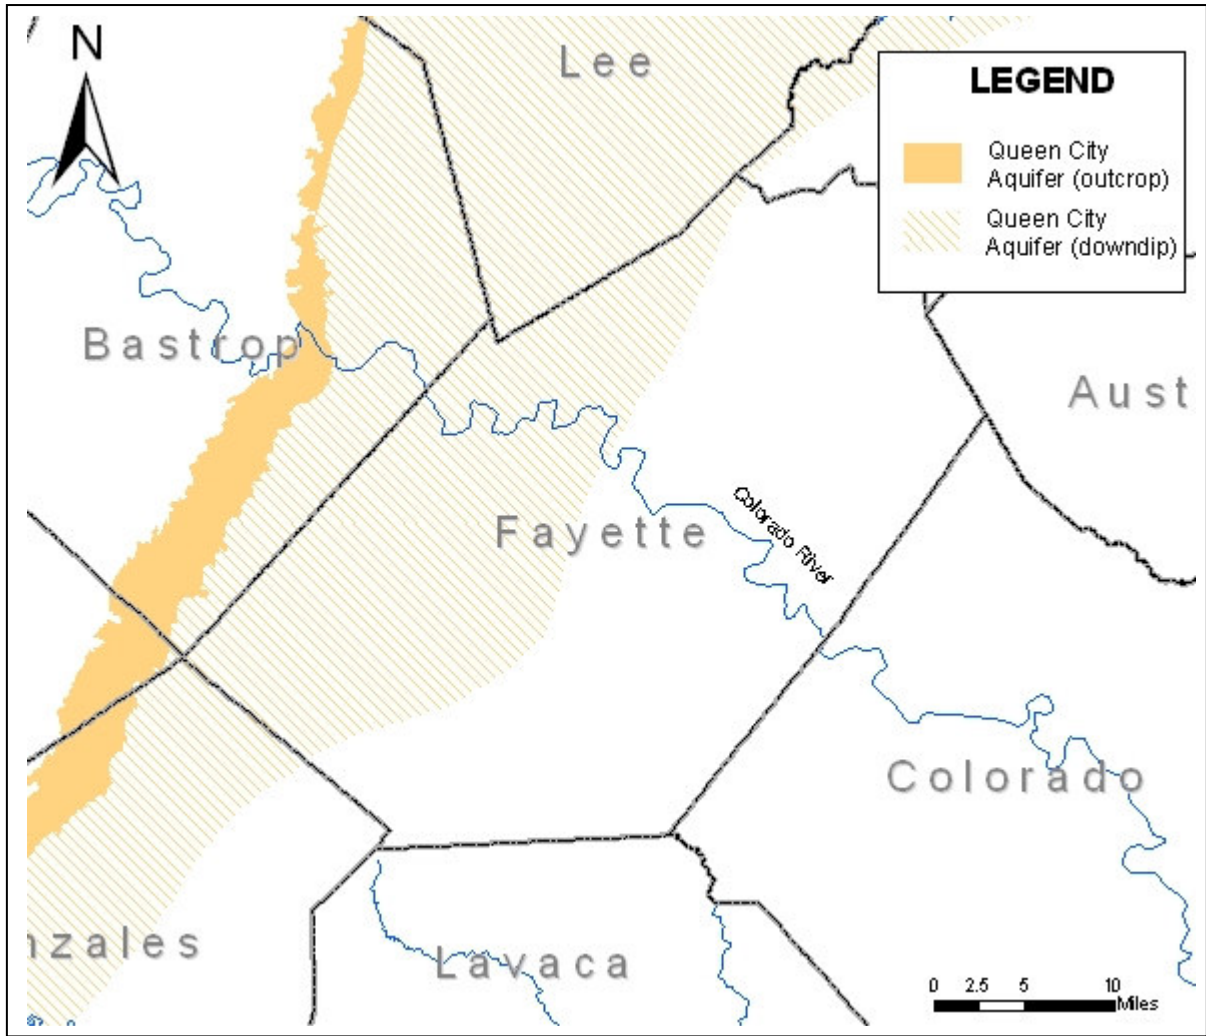 N
Lee
LEGEND
Queen City
Aquifer (outcrop)
Queen City
Aquifer (downdip)
Bastrop
Aust
Colorado River
Fayette
Colorado
nzales
Lavaca
0 2.5 5 10
Miles